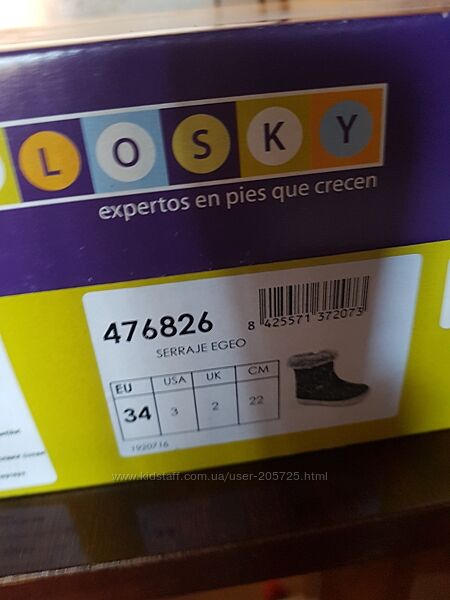 LOSKY
expertos en pies que crecen
476826
SERRAJE EGEO
8 425571 372073
EU USA UK CM
34 3 2 22
1920716
www.kidstaff.com.ua/user-205725.html